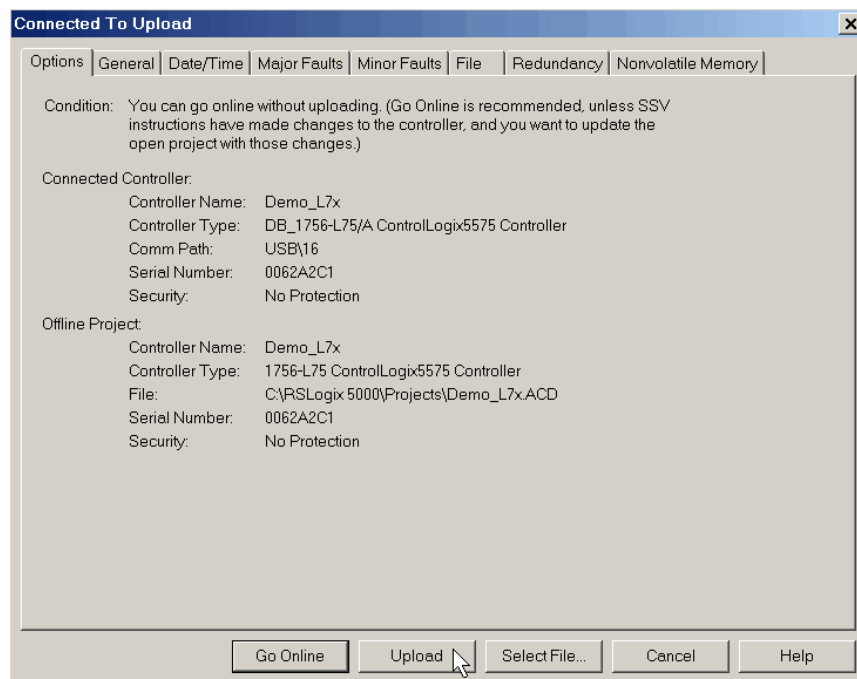 Connected To Upload
Options General Date/Time Major Faults Minor Faults File Redundancy Nonvolatile Memory
Condition: You can go online without uploading. (Go Online is recommended, unless SSV
instructions have made changes to the controller, and you want to update the
open project with those changes.)
Connected Controller:
Controller Name: Demo_L7x
Controller Type: DB_1756-L75/A ControlLogix5575 Controller
Comm Path: USB\16
Serial Number: 0062A2C1
Security: No Protection
Offline Project:
Controller Name: Demo_L7x
Controller Type: 1756-L75 ControlLogix5575 Controller
File: C:\RSLogix 5000\Projects\Demo_L7x.ACD
Serial Number: 0062A2C1
Security: No Protection
Go Online Upload Select File... Cancel Help